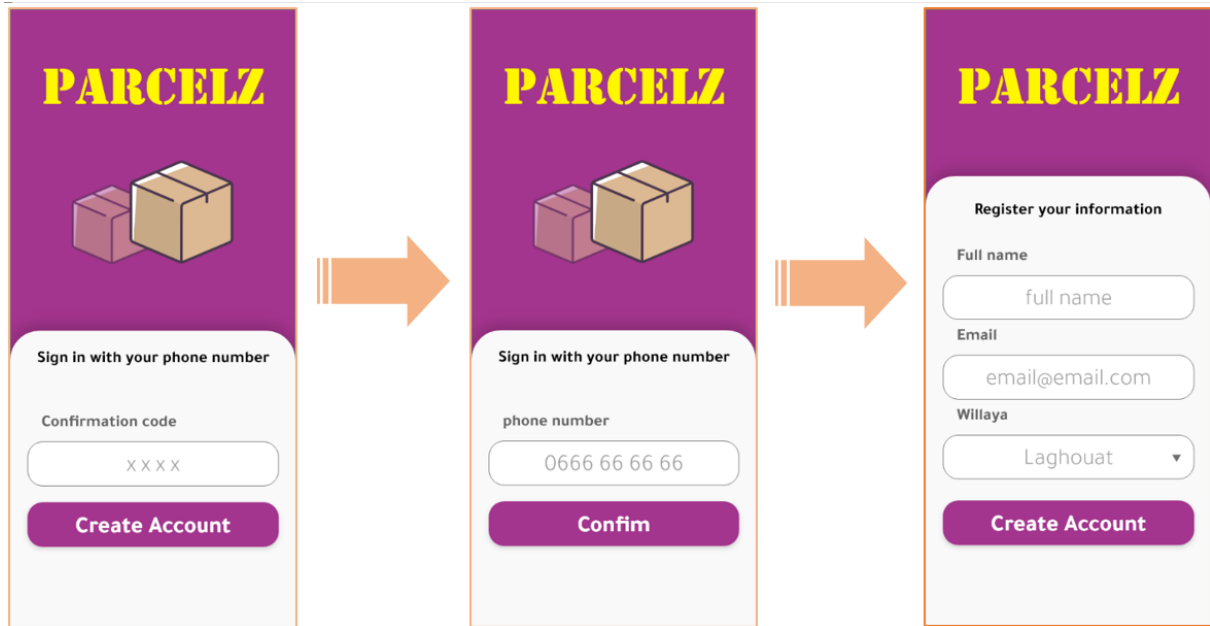 PARCELZ
Sign in with your phone number
Confirmation code
x x x x
Create Account
PARCELZ
Sign in with your phone number
phone number
0666 66 66 66
Confim
PARCELZ
Register your information
Full name
full name
Email
email@email.com
Willaya
Laghouat
Create Account